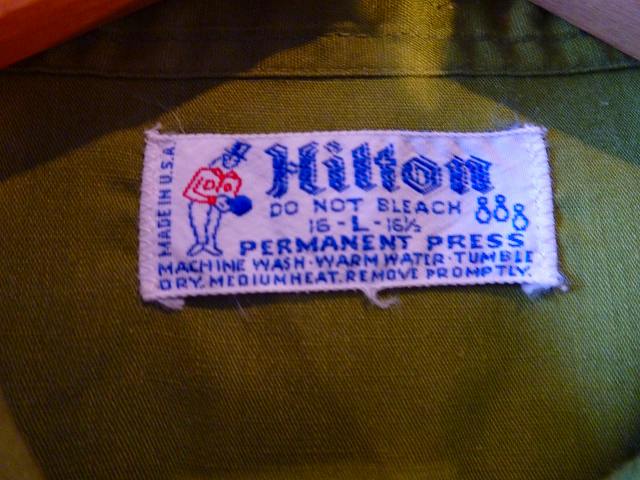 MADE IN U.S.A.
Hilton
DO NOT BLEACH
16-L-16½
PERMANENT PRESS
MACHINE WASH·WARM WATER·TUMBLE
DRY. MEDIUM HEAT. REMOVE PROMPTLY.